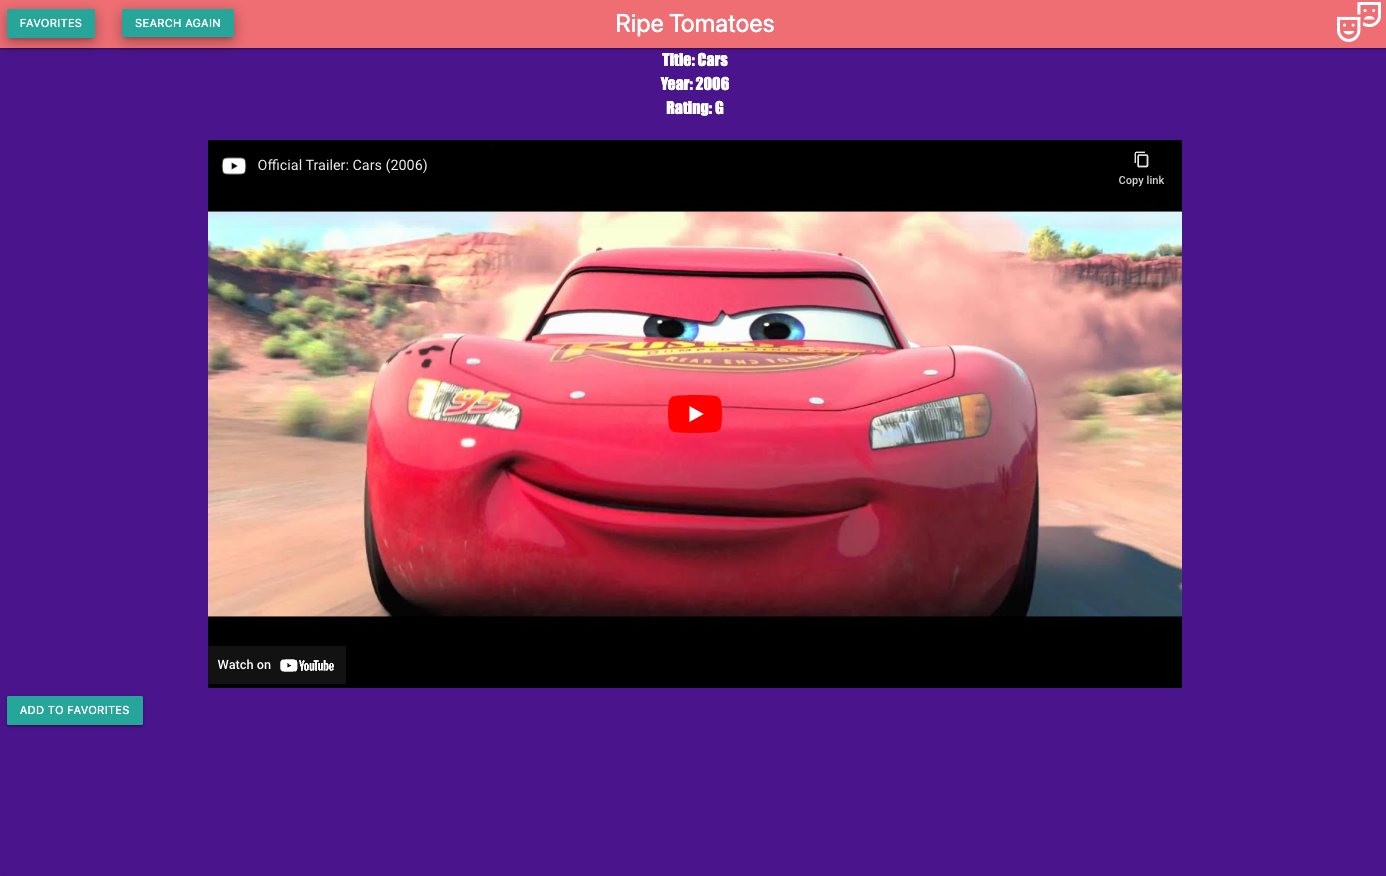 FAVORITES
SEARCH AGAIN
Ripe Tomatoes
Title: Cars
Year: 2006
Rating: G
Official Trailer: Cars (2006)
Copy link
95
Watch on YouTube
ADD TO FAVORITES